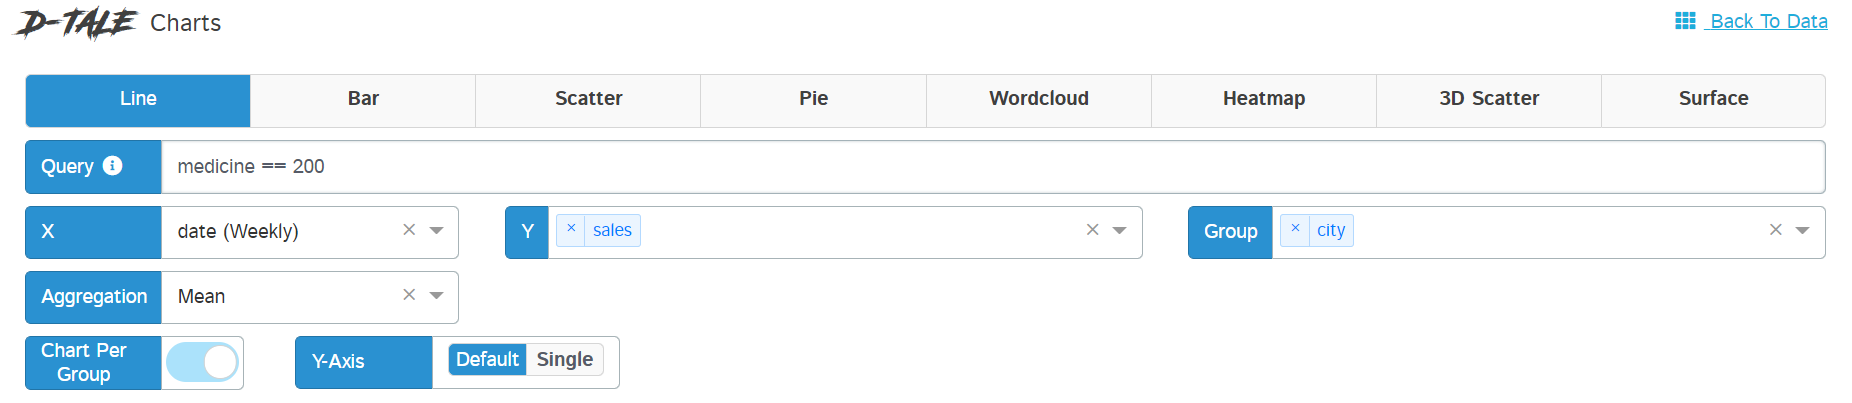 D-TALE Charts
Back To Data
Line Bar Scatter Pie Wordcloud Heatmap 3D Scatter Surface
Query medicine == 200
X date (Weekly) × Y × sales × Group × city ×
Aggregation Mean ×
Chart Per
Group
Y-Axis Default Single